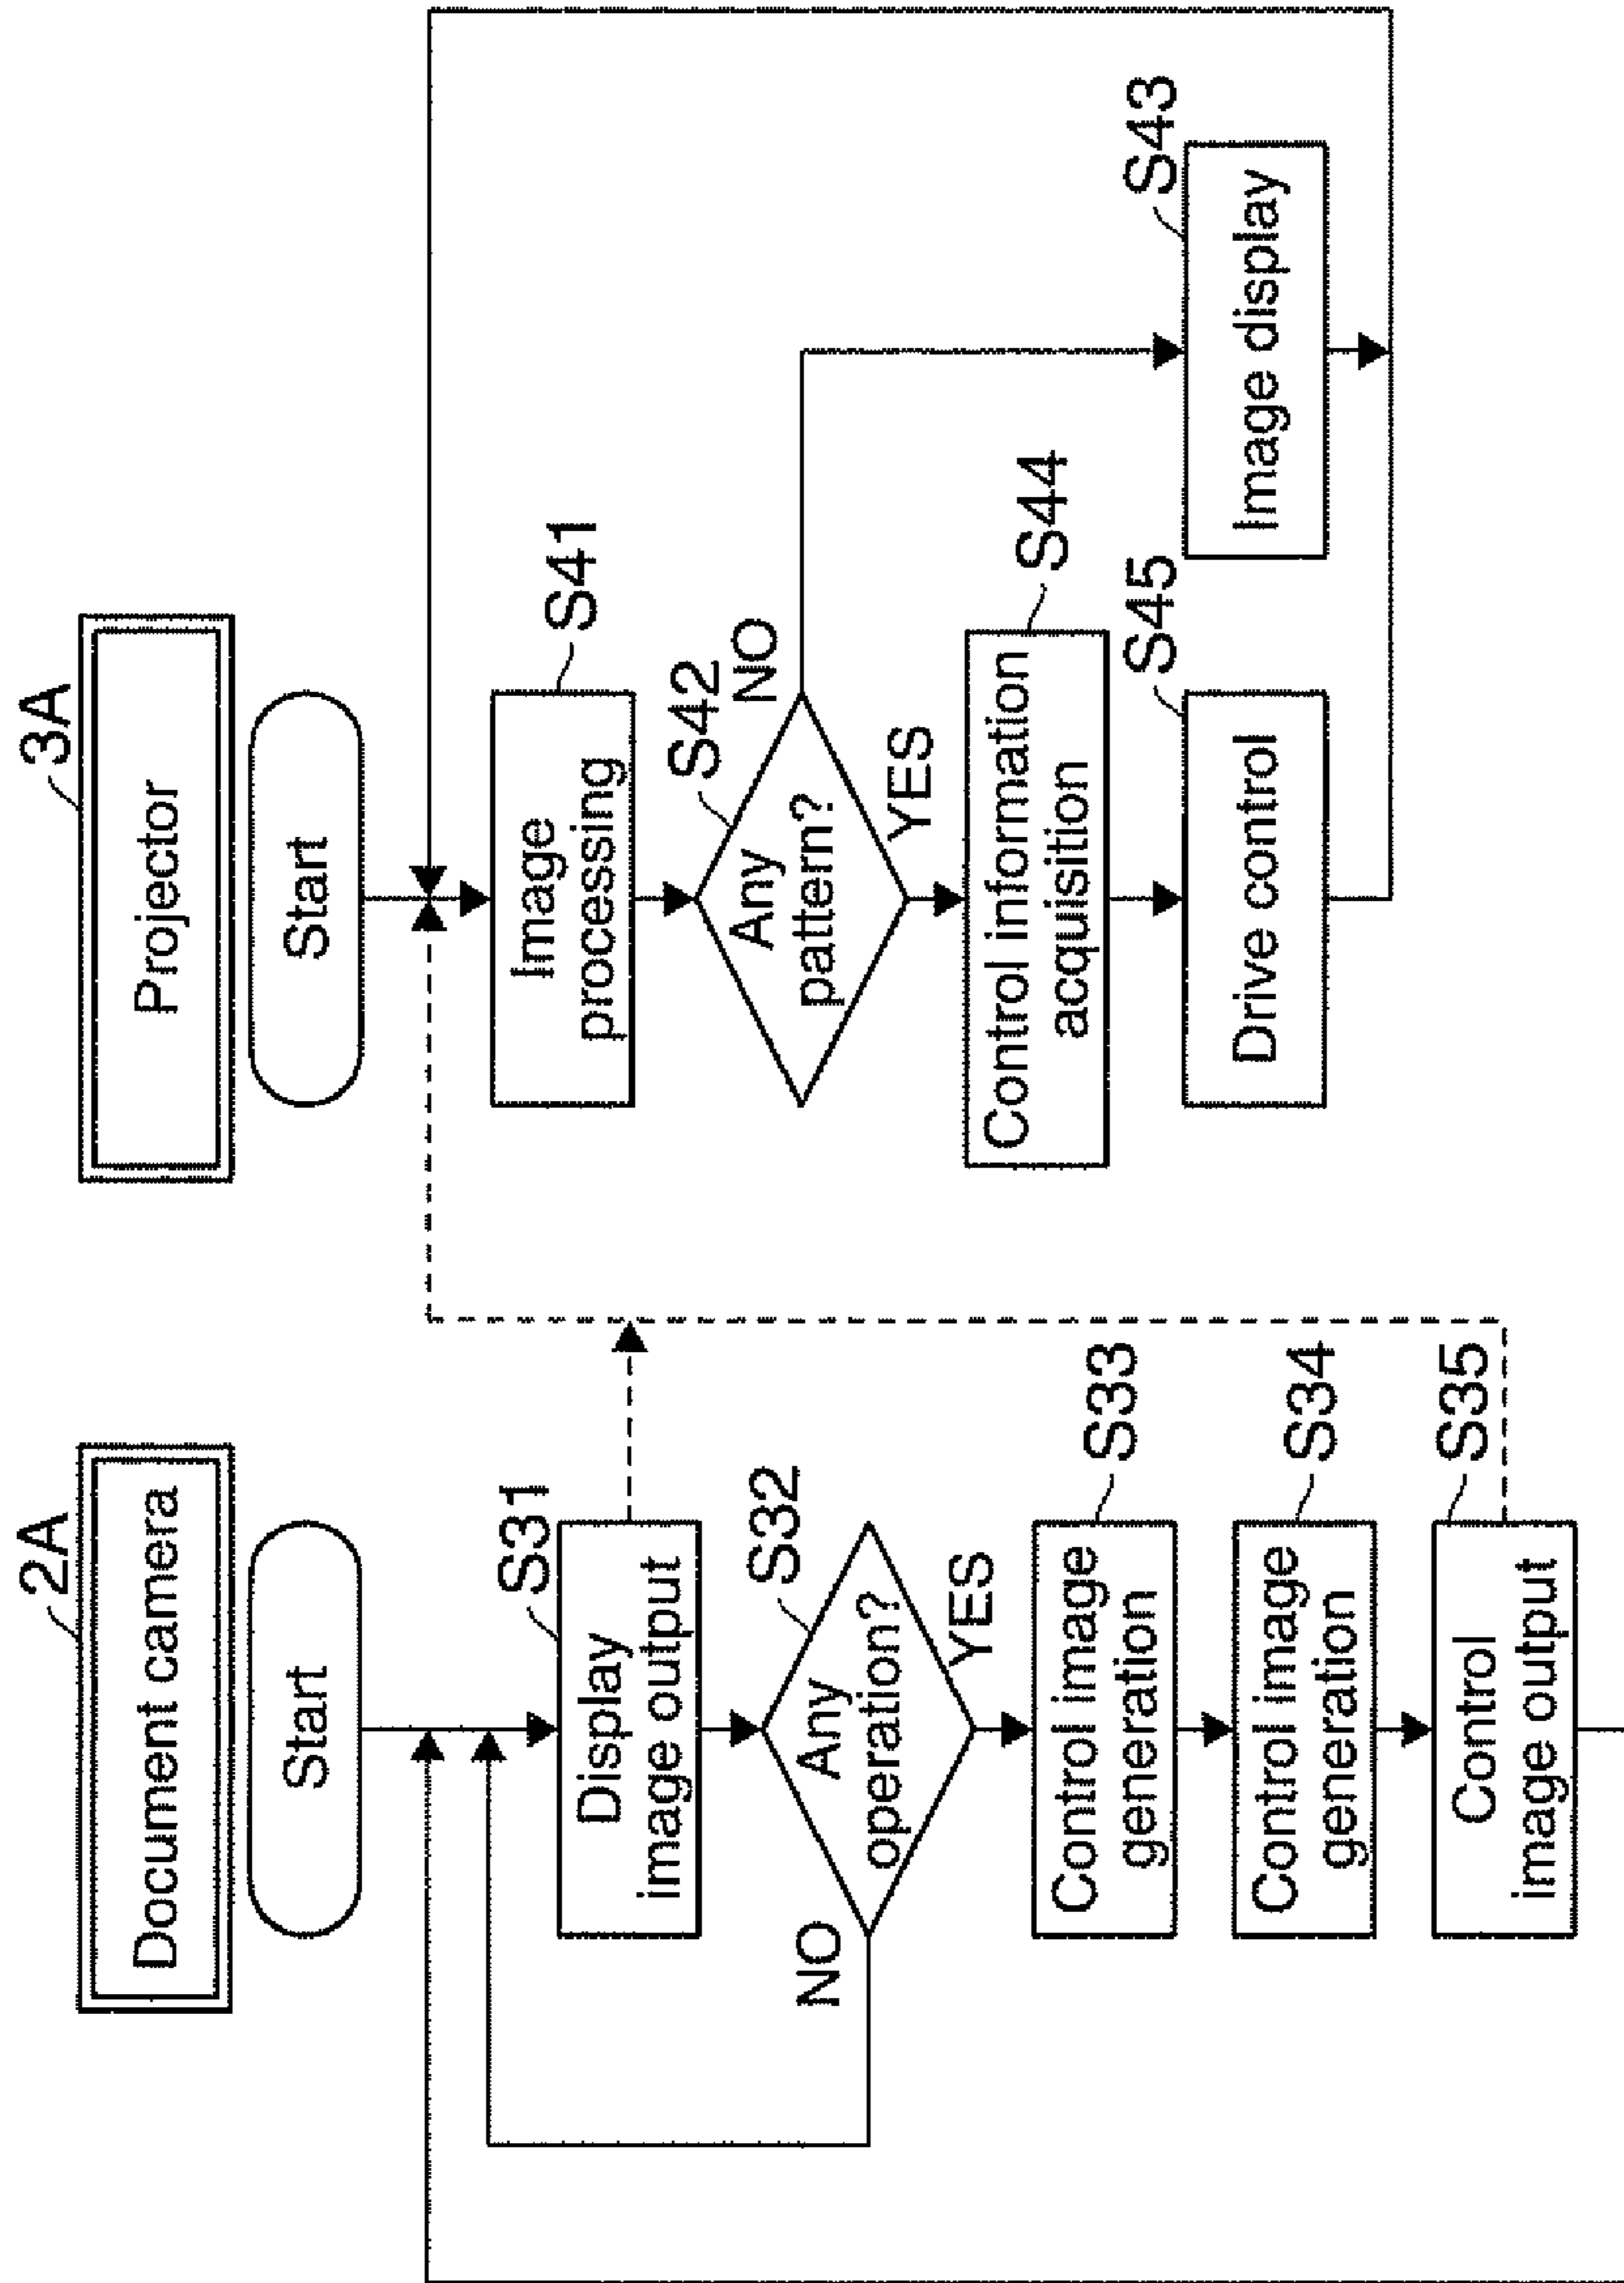 2A
Document camera
Start
S31
Display
image output
S32
Any
operation?
NO
YES
S33
Control image
generation
S34
Control image
generation
S35
Control
image output
3A
Projector
Start
S41
Image
processing
S42
Any
pattern?
NO
YES
S44
Control information
acquisition
S45
Drive control
S43
Image display